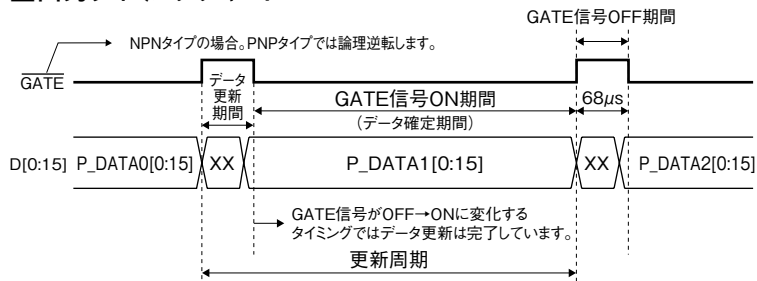 GATE信号OFF期間
NPNタイプの場合。PNPタイプでは論理逆転します。
GATE
データ
更新
期間
GATE信号ON期間
(データ確定期間)
68μs
D[0:15]
P_DATA0[0:15]
XX
P_DATA1[0:15]
XX
P_DATA2[0:15]
GATE信号がOFF→ONに変化する
タイミングではデータ更新は完了しています。
更新周期